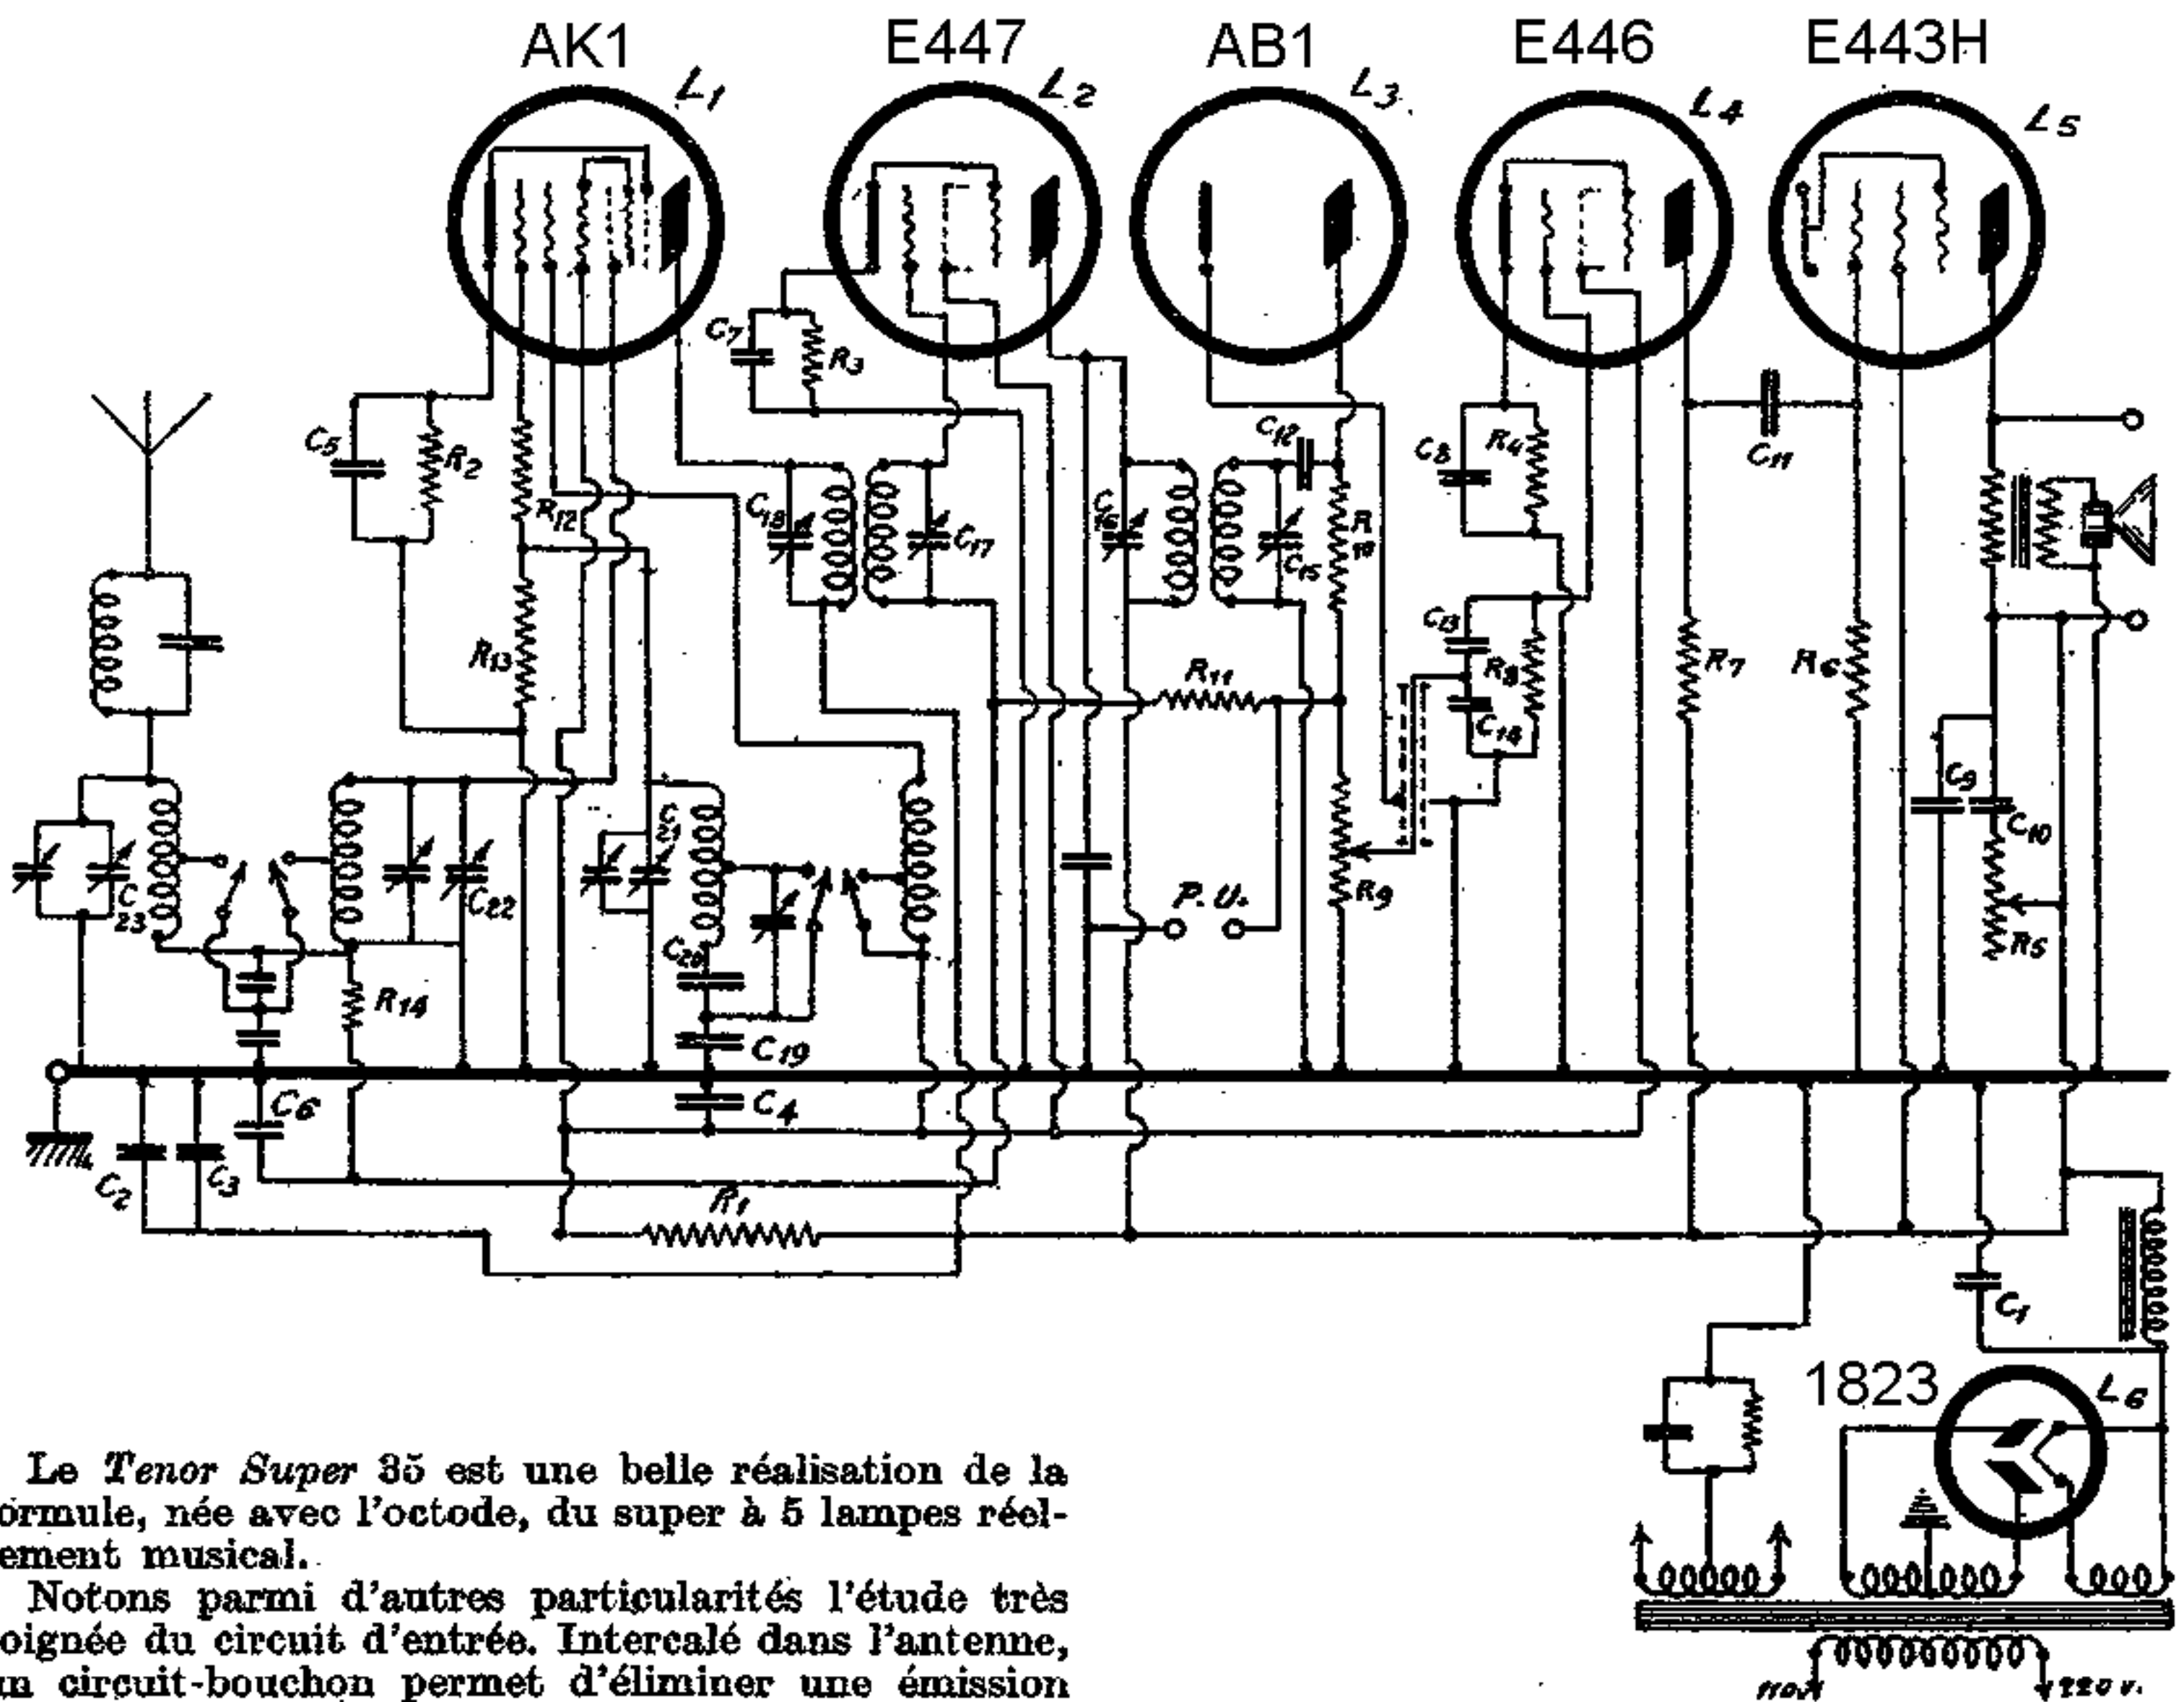 AK1 E447 AB1 E446 E443H
L1 L2 L3 L4 L5
C7 R3
C5 R2 R12 C18 C17 C16 C12 C15 R10 C8 R4 C11
R13 R11 C13 R8 C14 R7 R6
C9 C10
C23 C22 C21 C20 P.U. R9 R5
R14 C19
C6 C4
C2 C3 R1
C1
1823 L6
110v 220 v.
Le Tenor Super 35 est une belle réalisation de la
ormule, née avec l'octode, du super à 5 lampes réel-
ement musical.
Notons parmi d'autres particularités l'étude très
oignée du circuit d'entrée. Intercalé dans l'antenne,
un circuit-bouchon permet d'éliminer une émission